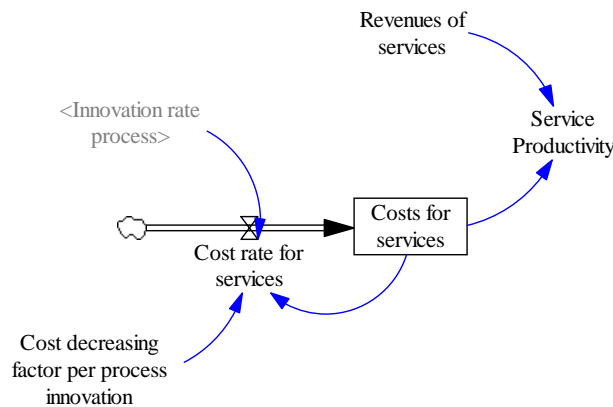 Revenues of
services
<Innovation rate
process>
Service
Productivity
Costs for
services
Cost rate for
services
Cost decreasing
factor per process
innovation